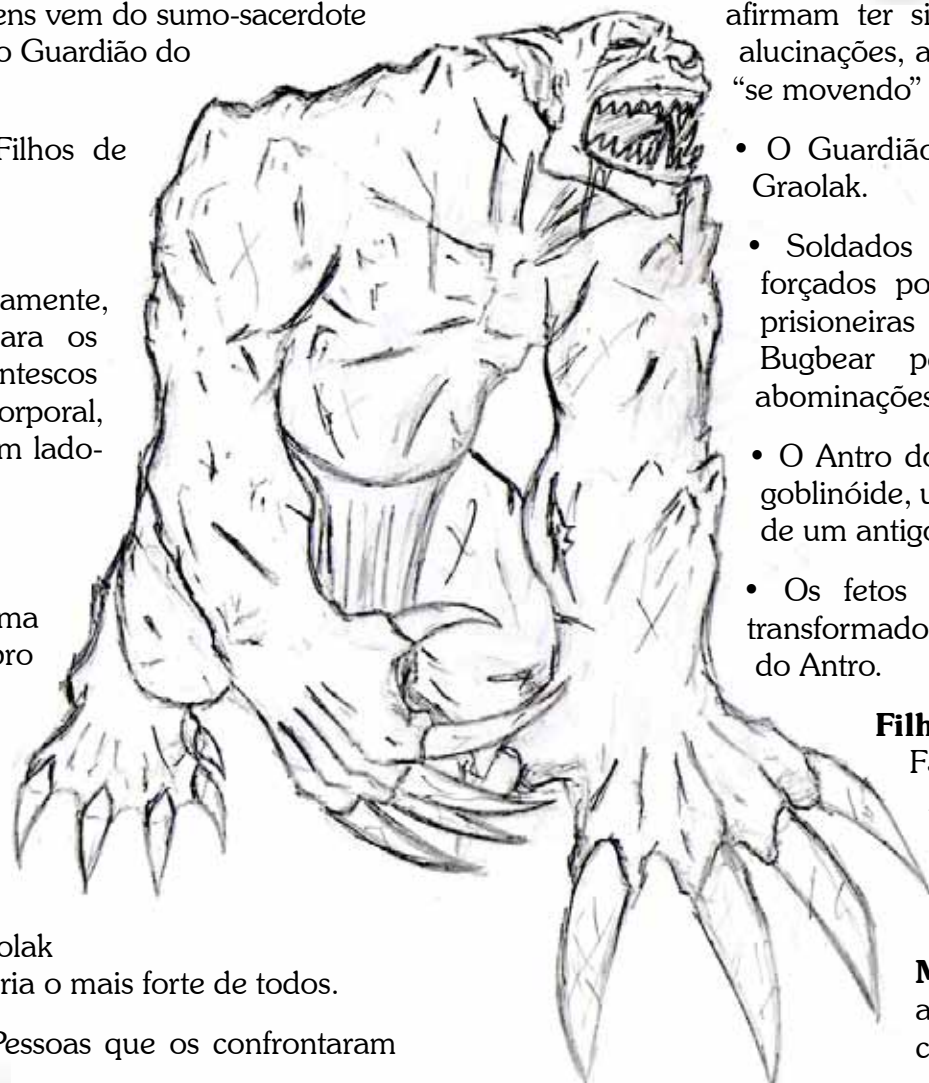 ens vem do sumo-sacerdote
o Guardião do
Filhos de
amente,
ara os
ntescos
orporal,
m lado-
ma
oro
olak
ria o mais forte de todos.
Pessoas que os confrontaram
afirmam ter si
alucinações, a
“se movendo”
• O Guardião
Graolak.
• Soldados
forçados po
prisioneiras
Bugbear pe
abominações
• O Antro do
goblinóide, u
de um antigo
• Os fetos
transformado
do Antro.
Filh
Fa
M
a
c